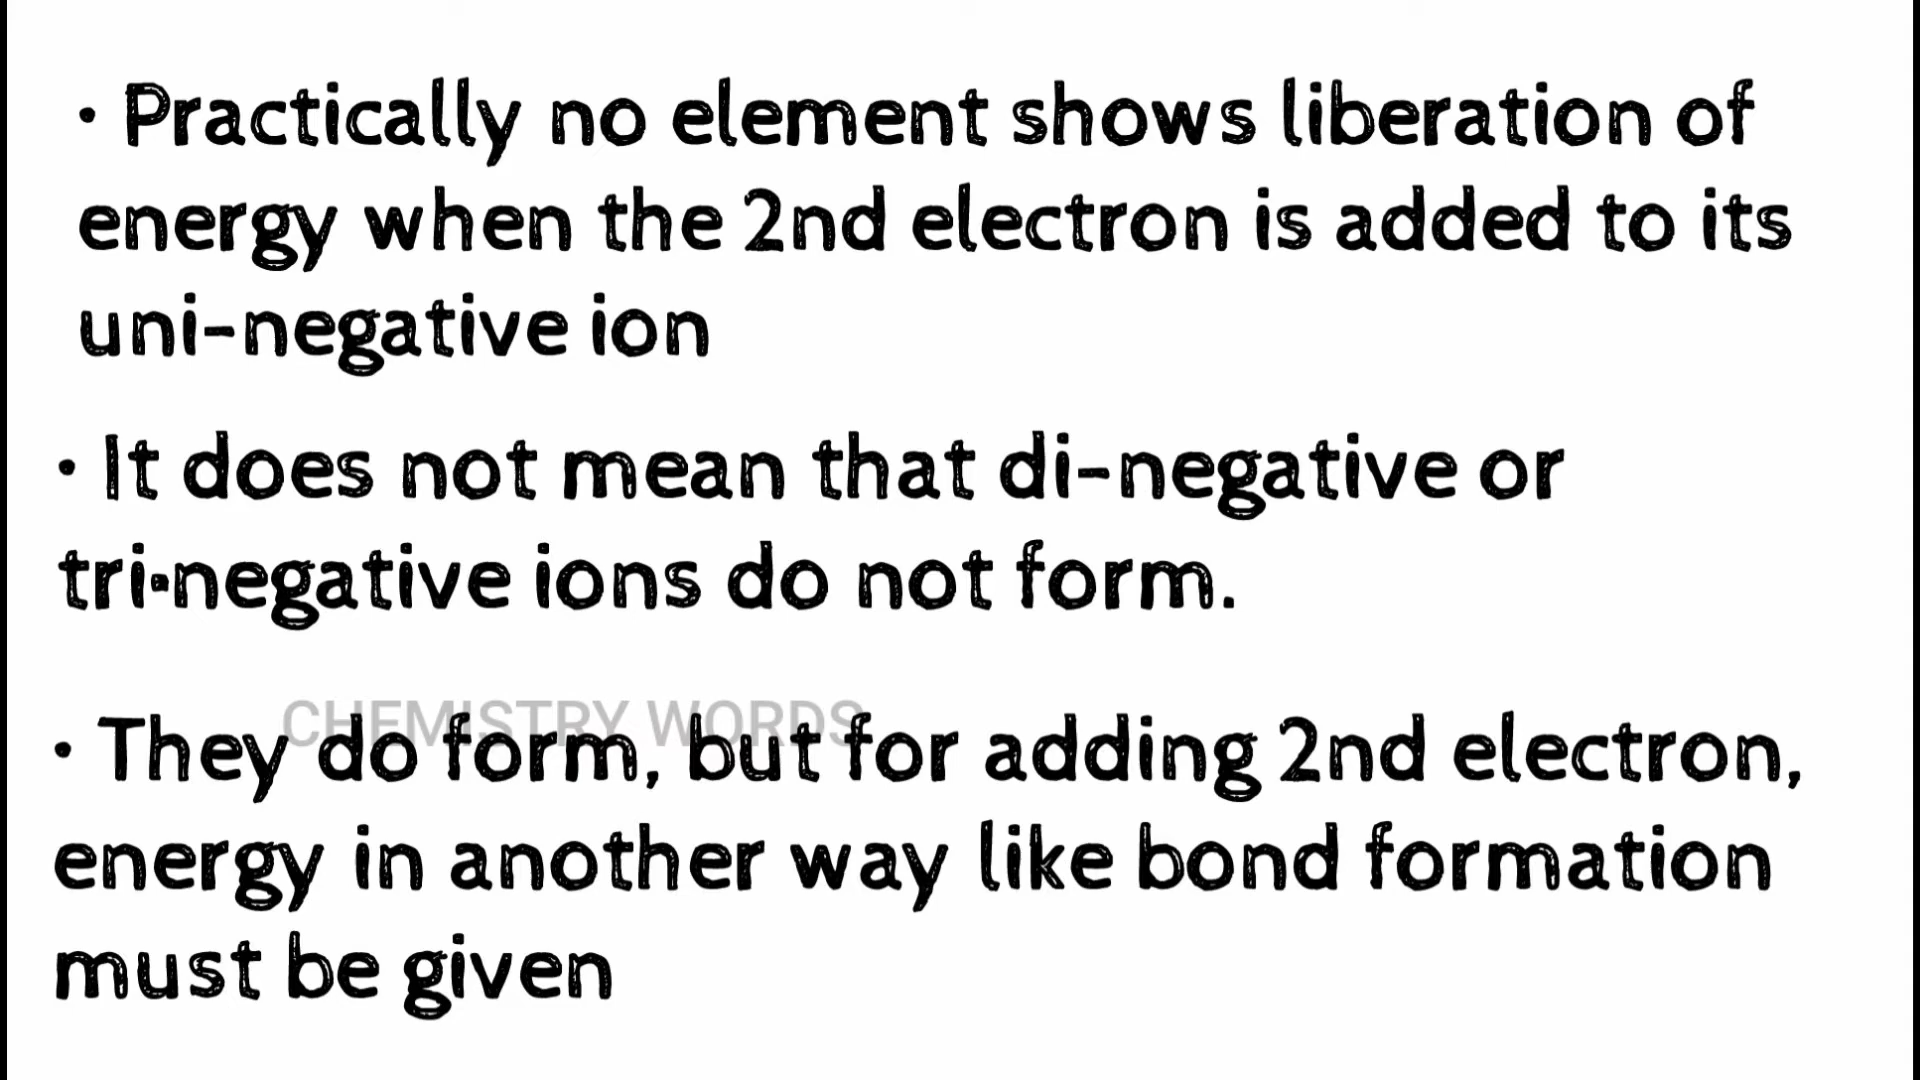 • Practically no element shows liberation of
energy when the 2nd electron is added to its
uni-negative ion
• It does not mean that di-negative or
tri-negative ions do not form.
CHEMISTRY WORDS
• They do form, but for adding 2nd electron,
energy in another way like bond formation
must be given